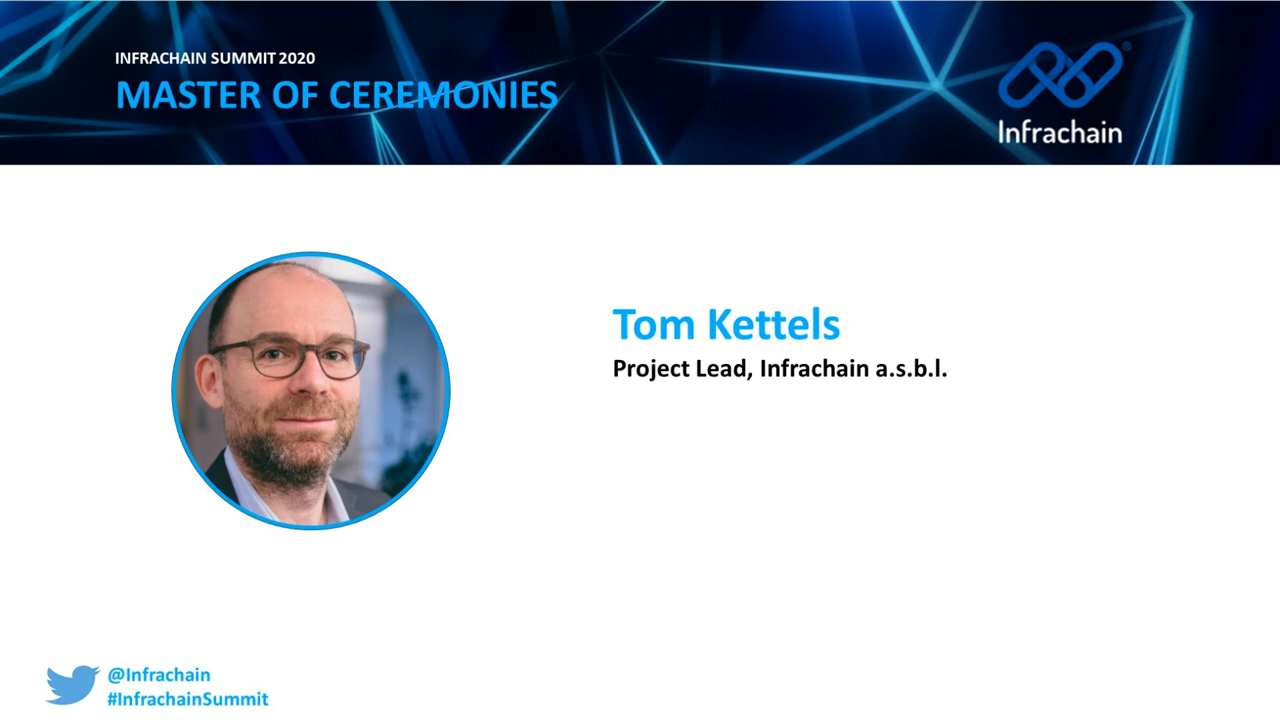 INFRACHAIN SUMMIT 2020
MASTER OF CEREMONIES
Infrachain
Tom Kettels
Project Lead, Infrachain a.s.b.l.
@Infrachain
#InfrachainSummit